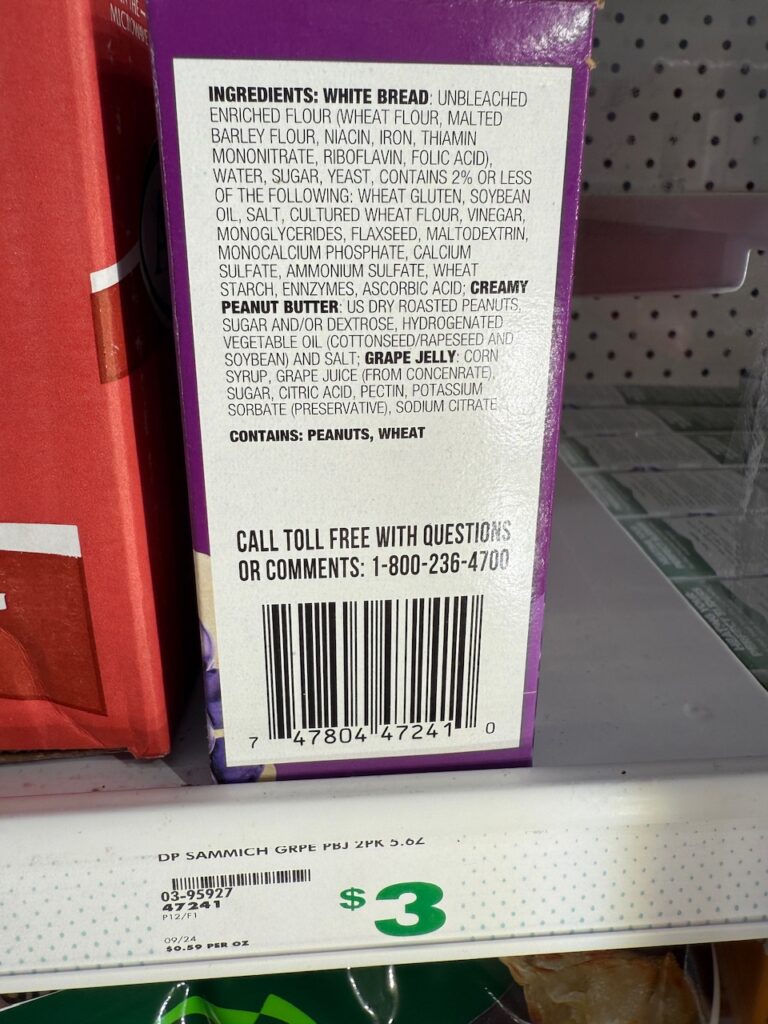 MICROWAVE
INGREDIENTS: WHITE BREAD: UNBLEACHED
ENRICHED FLOUR (WHEAT FLOUR, MALTED
BARLEY FLOUR, NIACIN, IRON, THIAMIN
MONONITRATE, RIBOFLAVIN, FOLIC ACID),
WATER, SUGAR, YEAST, CONTAINS 2% OR LESS
OF THE FOLLOWING: WHEAT GLUTEN, SOYBEAN
OIL, SALT, CULTURED WHEAT FLOUR, VINEGAR,
MONOGLYCERIDES, FLAXSEED, MALTODEXTRIN,
MONOCALCIUM PHOSPHATE, CALCIUM
SULFATE, AMMONIUM SULFATE, WHEAT
STARCH, ENNZYMES, ASCORBIC ACID; CREAMY
PEANUT BUTTER: US DRY ROASTED PEANUTS,
SUGAR AND/OR DEXTROSE, HYDROGENATED
VEGETABLE OIL (COTTONSEED/RAPESEED AND
SOYBEAN) AND SALT; GRAPE JELLY: CORN
SYRUP, GRAPE JUICE (FROM CONCENRATE),
SUGAR, CITRIC ACID, PECTIN, POTASSIUM
SORBATE (PRESERVATIVE), SODIUM CITRATE
CONTAINS: PEANUTS, WHEAT
CALL TOLL FREE WITH QUESTIONS
OR COMMENTS: 1-800-236-4700
7 47804 47241 0
DP SAMMICH GRPE PBJ 2PK 5.6Z
03-95927
47241
P12/F1
09/24
$0.59 PER OZ
$3